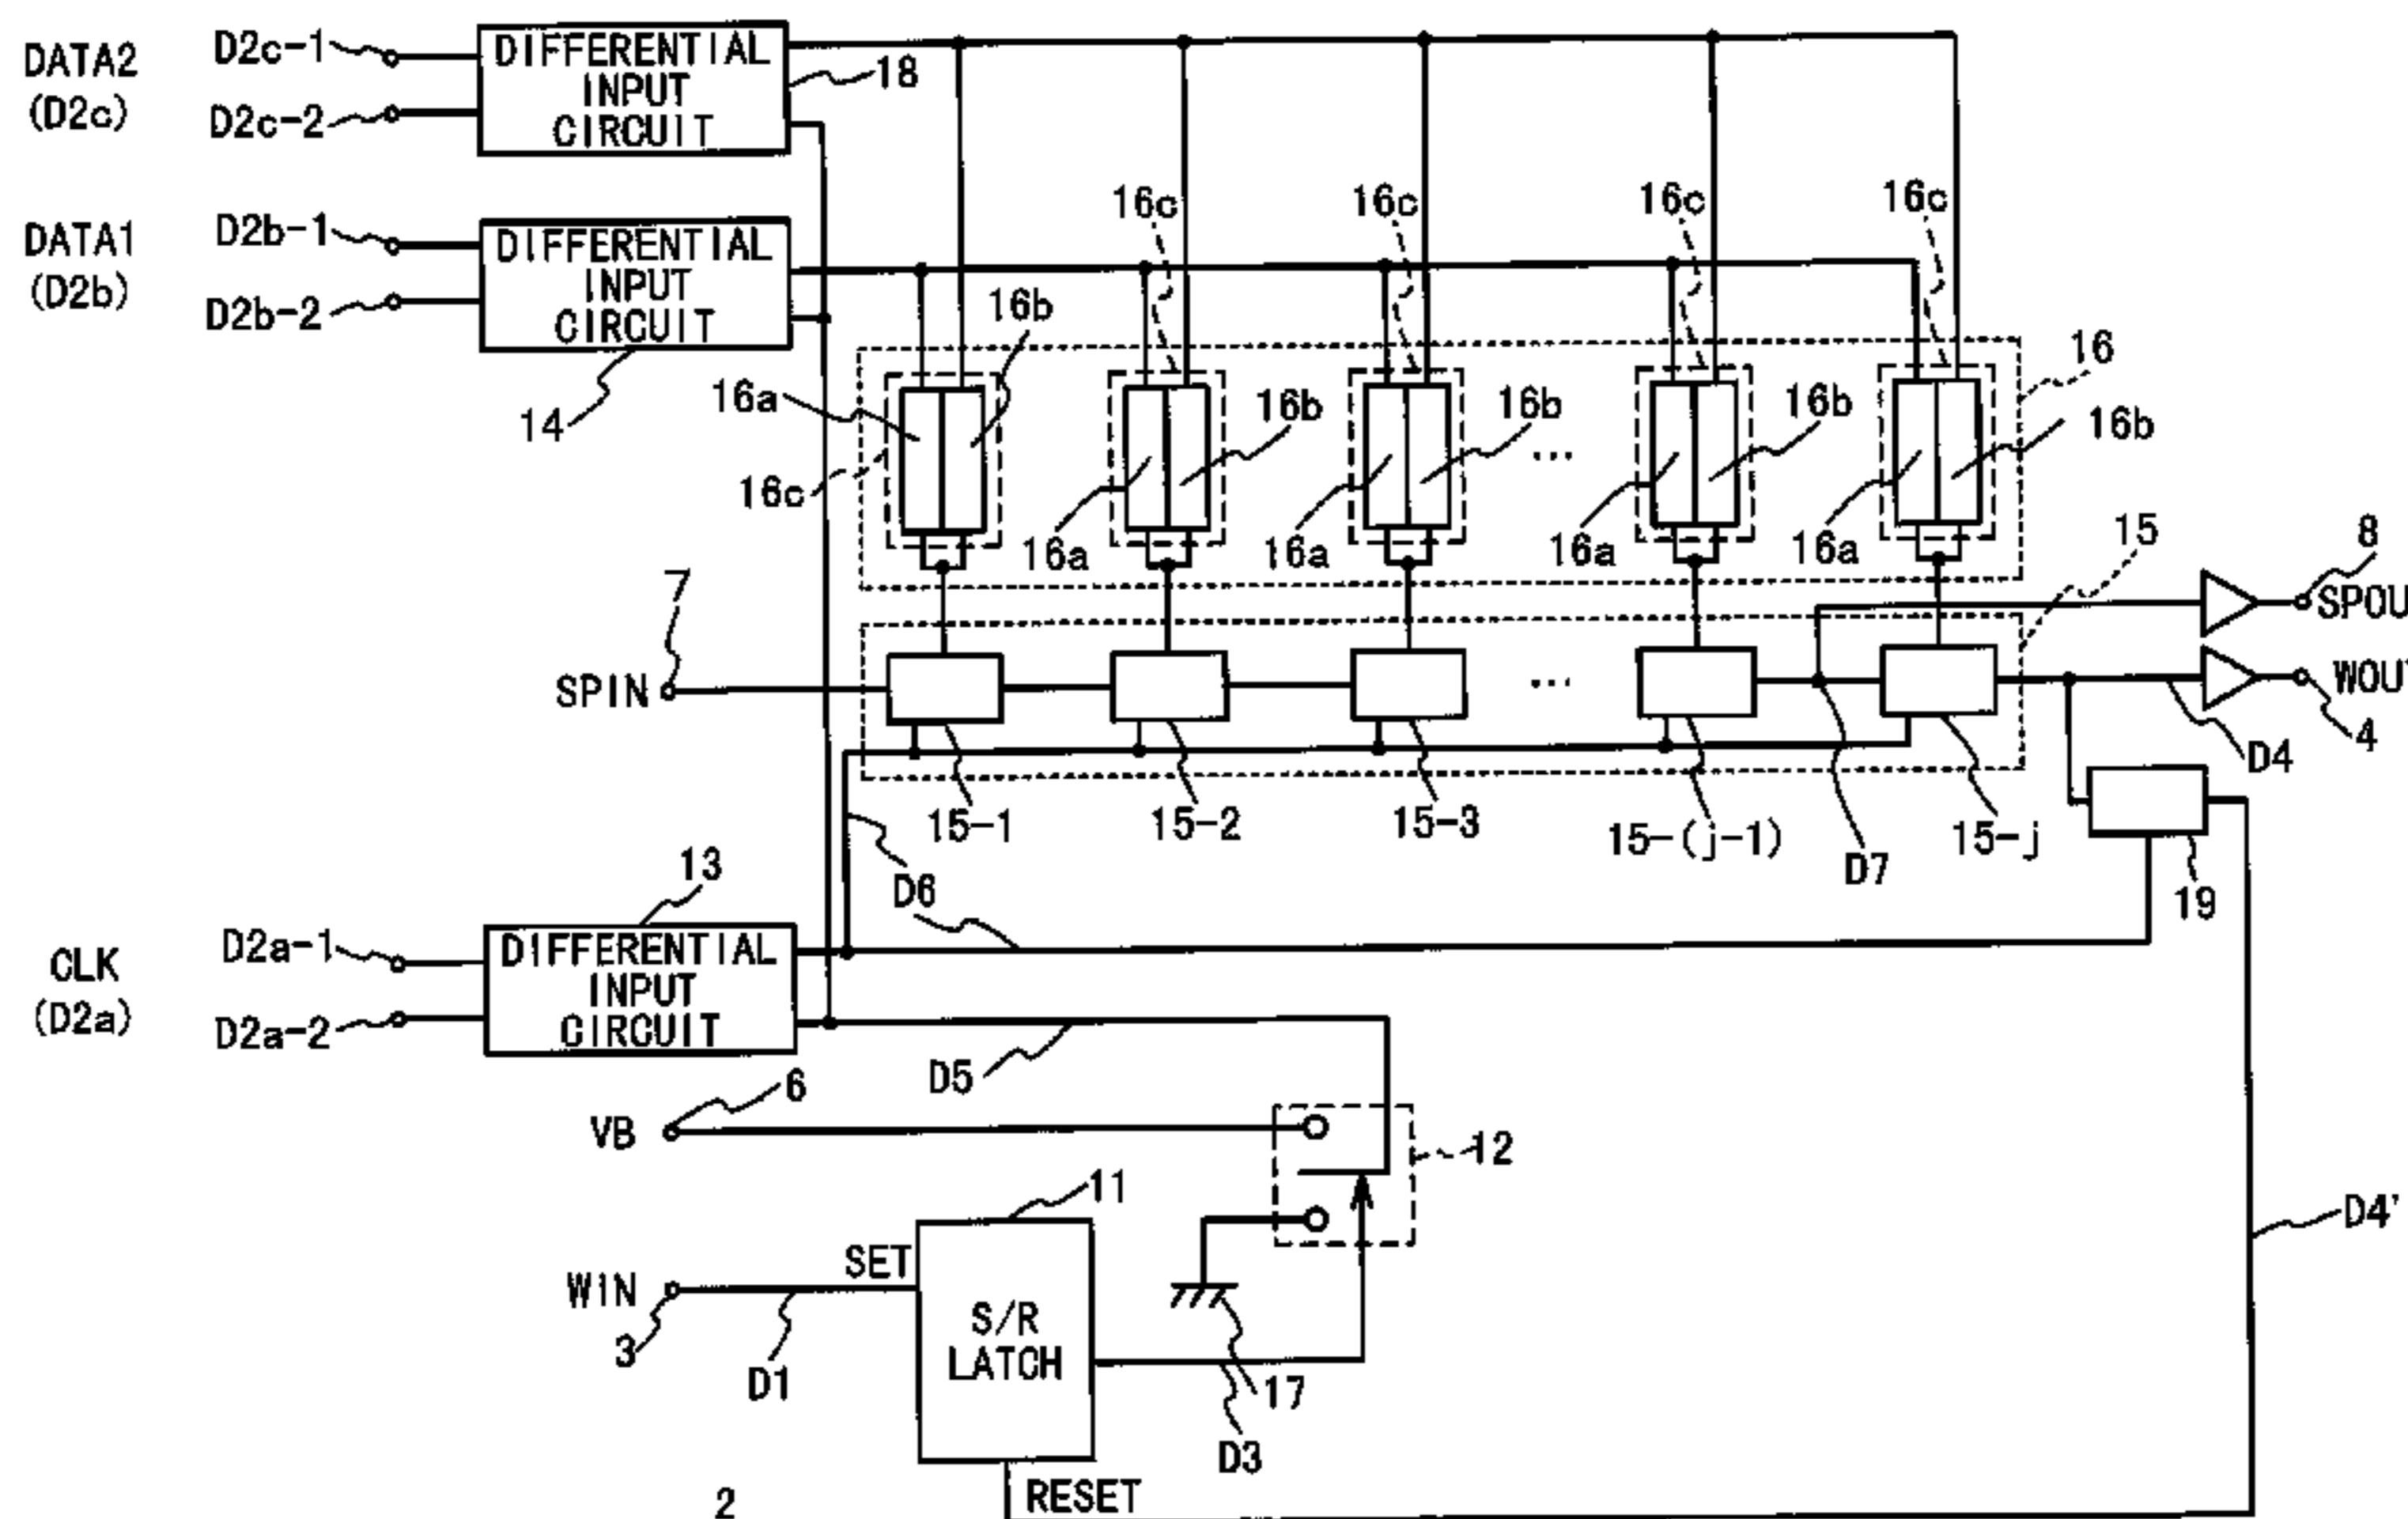 DATA2
(D2c)
D2c-1
D2c-2
DIFFERENTIAL
INPUT
CIRCUIT
18
DATA1
(D2b)
D2b-1
D2b-2
DIFFERENTIAL
INPUT
CIRCUIT
14
16c
16c
16c
16c
16b
16a
16c
16a
16b
16a
16b
...
16a
16b
16a
16b
16
15
7
SPIN
...
8
SPOU
WOUT
4
D4
15-1
15-2
15-3
15-(j-1)
15-j
D7
19
D6
13
CLK
(D2a)
D2a-1
D2a-2
DIFFERENTIAL
INPUT
CIRCUIT
D5
VB
6
12
11
WIN
3
D1
SET
S/R
LATCH
17
D3
D4'
RESET
2